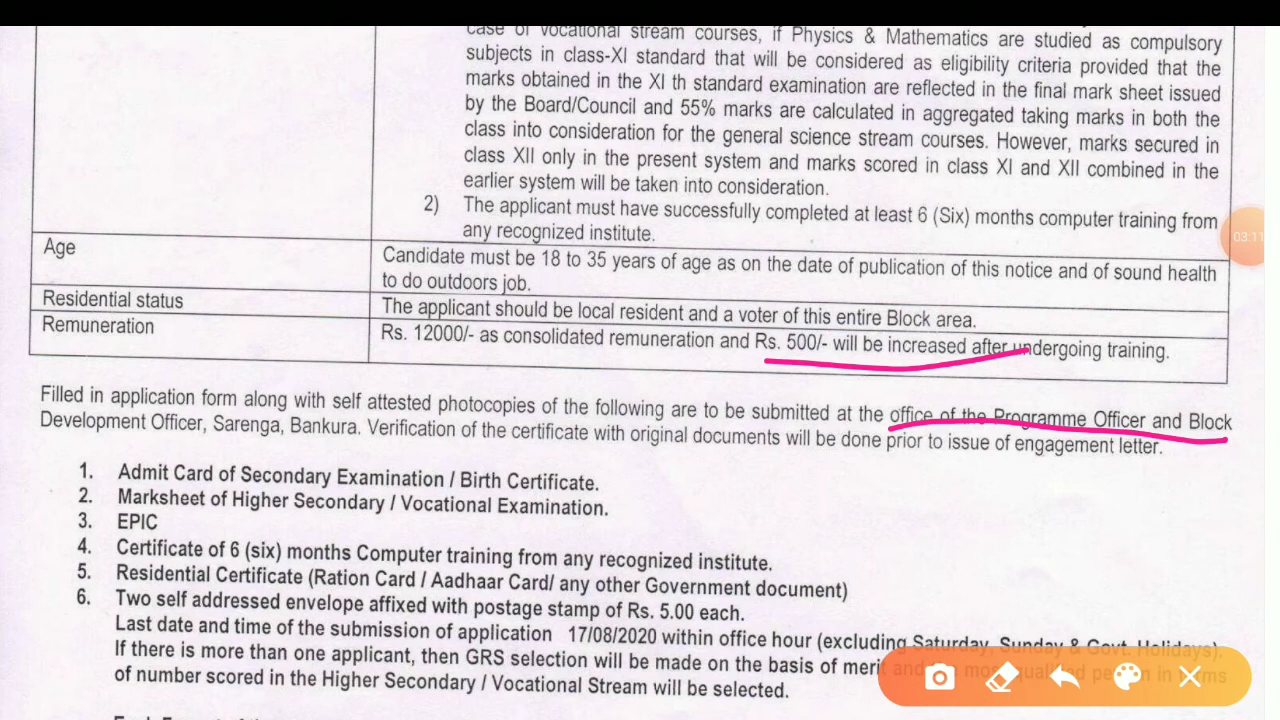 case of vocational stream courses, if Physics & Mathematics are studied as compulsory
subjects in class-XI standard that will be considered as eligibility criteria provided that the
marks obtained in the XI th standard examination are reflected in the final mark sheet issued
by the Board/Council and 55% marks are calculated in aggregated taking marks in both the
class into consideration for the general science stream courses. However, marks secured in
class XII only in the present system and marks scored in class XI and XII combined in the
earlier system will be taken into consideration.
2) The applicant must have successfully completed at least 6 (Six) months computer training from
any recognized institute.
03:11
Age
Candidate must be 18 to 35 years of age as on the date of publication of this notice and of sound health
to do outdoors job.
Residential status
The applicant should be local resident and a voter of this entire Block area.
Remuneration
Rs. 12000/- as consolidated remuneration and Rs. 500/- will be increased after undergoing training.
Filled in application form along with self attested photocopies of the following are to be submitted at the office of the Programme Officer and Block
Development Officer, Sarenga, Bankura. Verification of the certificate with original documents will be done prior to issue of engagement letter.
1. Admit Card of Secondary Examination / Birth Certificate.
2. Marksheet of Higher Secondary / Vocational Examination.
3. EPIC
4. Certificate of 6 (six) months Computer training from any recognized institute.
5. Residential Certificate (Ration Card / Aadhaar Card/ any other Government document)
6. Two self addressed envelope affixed with postage stamp of Rs. 5.00 each.
Last date and time of the submission of application 17/08/2020 within office hour (excluding Saturday, Sunday & Govt. Holidays).
If there is more than one applicant, then GRS selection will be made on the basis of merit and most qualified person in terms
of number scored in the Higher Secondary / Vocational Stream will be selected.